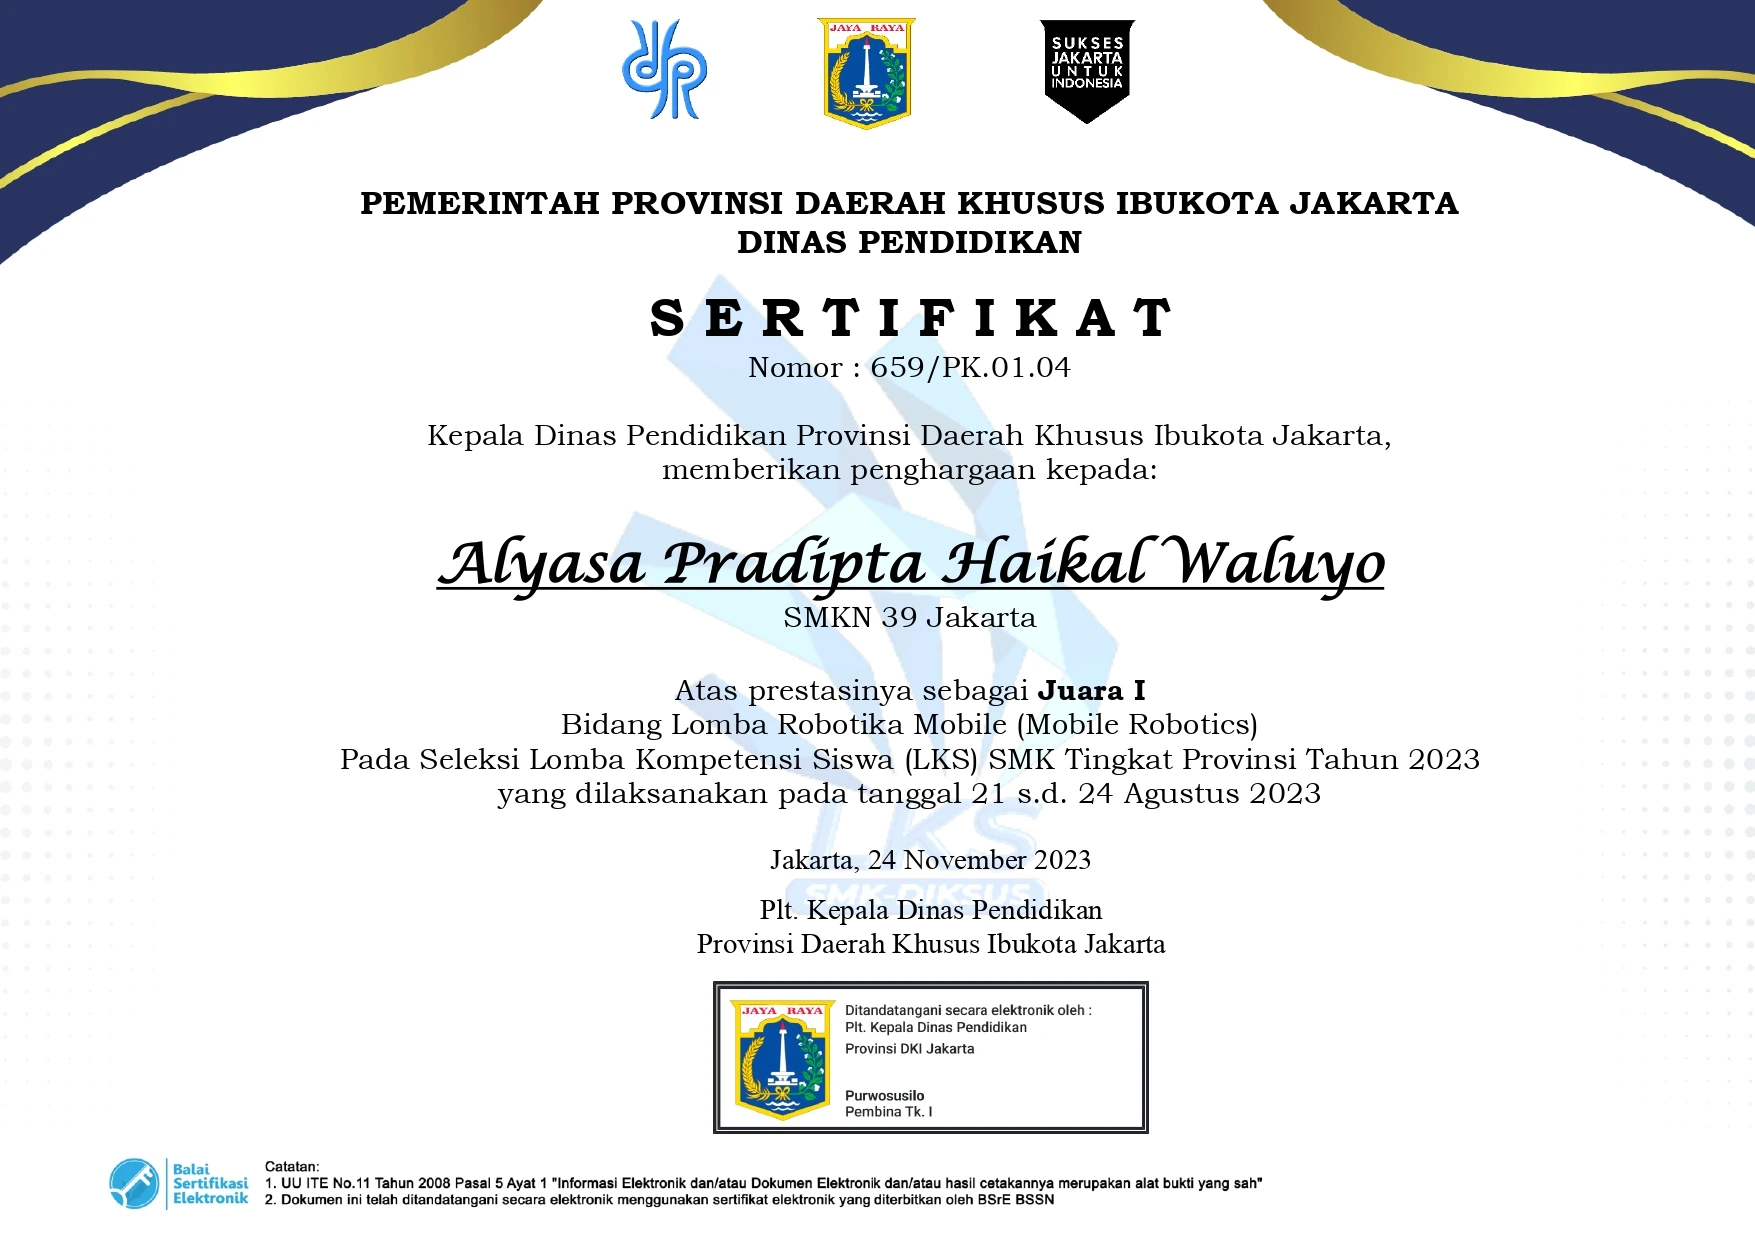 JAYA RAYA
SUKSES
JAKARTA
UNTUK
INDONESIA
PEMERINTAH PROVINSI DAERAH KHUSUS IBUKOTA JAKARTA
DINAS PENDIDIKAN
SERTIFIKAT
Nomor : 659/PK.01.04
Kepala Dinas Pendidikan Provinsi Daerah Khusus Ibukota Jakarta,
memberikan penghargaan kepada:
Alyasa Pradipta Haikal Waluyo
SMKN 39 Jakarta
Atas prestasinya sebagai Juara I
Bidang Lomba Robotika Mobile (Mobile Robotics)
Pada Seleksi Lomba Kompetensi Siswa (LKS) SMK Tingkat Provinsi Tahun 2023
yang dilaksanakan pada tanggal 21 s.d. 24 Agustus 2023
LKS
SMK-DIKSUS
Jakarta, 24 November 2023
Plt. Kepala Dinas Pendidikan
Provinsi Daerah Khusus Ibukota Jakarta
JAYA RAYA
Ditandatangani secara elektronik oleh :
Plt. Kepala Dinas Pendidikan
Provinsi DKI Jakarta
Purwosusilo
Pembina Tk. I
Balai
Sertifikasi
Elektronik
Catatan:
1. UU ITE No.11 Tahun 2008 Pasal 5 Ayat 1 "Informasi Elektronik dan/atau Dokumen Elektronik dan/atau hasil cetakannya merupakan alat bukti yang sah"
2. Dokumen ini telah ditandatangani secara elektronik menggunakan sertifikat elektronik yang diterbitkan oleh BSrE BSSN